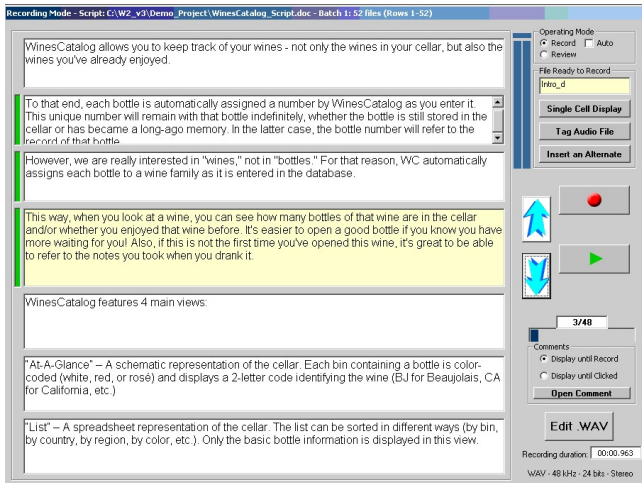 Recording Mode - Script: C:\W2_v3\Demo_Project\WinesCatalog_Script.doc - Batch 1: 52 files (Rows 1-52)
WinesCatalog allows you to keep track of your wines - not only the wines in your cellar, but also the
wines you've already enjoyed.
To that end, each bottle is automatically assigned a number by WinesCatalog as you enter it.
This unique number will remain with that bottle indefinitely, whether the bottle is still stored in the
cellar or has became a long-ago memory. In the latter case, the bottle number will refer to the
record of that bottle
However, we are really interested in "wines," not in "bottles." For that reason, WC automatically
assigns each bottle to a wine family as it is entered in the database.
This way, when you look at a wine, you can see how many bottles of that wine are in the cellar
and/or whether you enjoyed that wine before. It's easier to open a good bottle if you know you have
more waiting for you! Also, if this is not the first time you've opened this wine, it's great to be able
to refer to the notes you took when you drank it.
WinesCatalog features 4 main views:
"At-A-Glance" – A schematic representation of the cellar. Each bin containing a bottle is color-
coded (white, red, or rosé) and displays a 2-letter code identifying the wine (BJ for Beaujolais, CA
for California, etc.)
"List" – A spreadsheet representation of the cellar. The list can be sorted in different ways (by bin,
by country, by region, by color, etc.). Only the basic bottle information is displayed in this view.
Operating Mode
Record Auto
Review
File Ready to Record
Intro_d
Single Cell Display
Tag Audio File
Insert an Alternate
3/48
Comments
Display until Record
Display until Clicked
Open Comment
Edit .WAV
Recording duration: 00:00.963
WAV - 48 kHz - 24 bits - Stereo